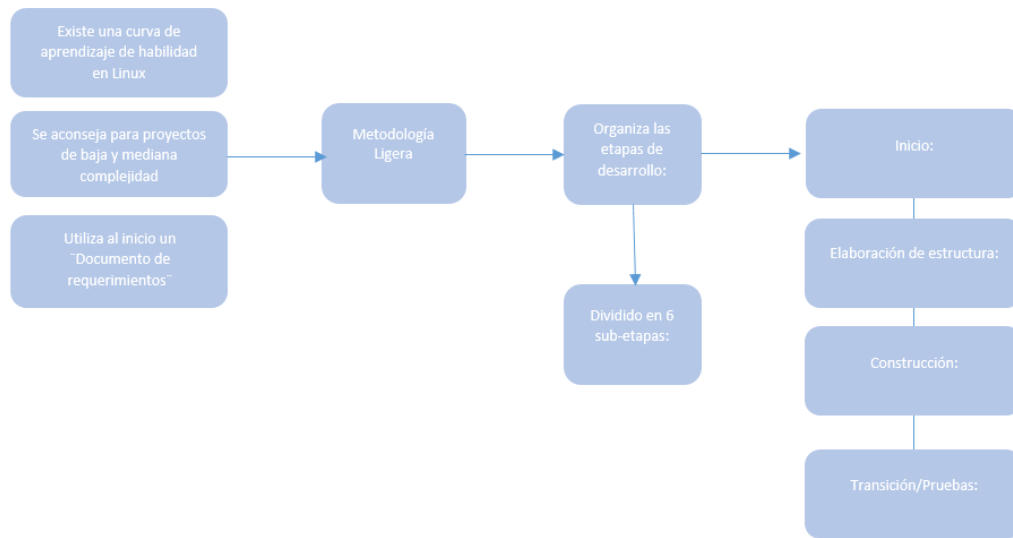 Existe una curva de
aprendizaje de habilidad
en Linux
Se aconseja para proyectos
de baja y mediana
complejidad
Utiliza al inicio un
¨Documento de
requerimientos¨
Metodología
Ligera
Organiza las
etapas de
desarrollo:
Dividido en 6
sub-etapas:
Inicio:
Elaboración de estructura:
Construcción:
Transición/Pruebas: